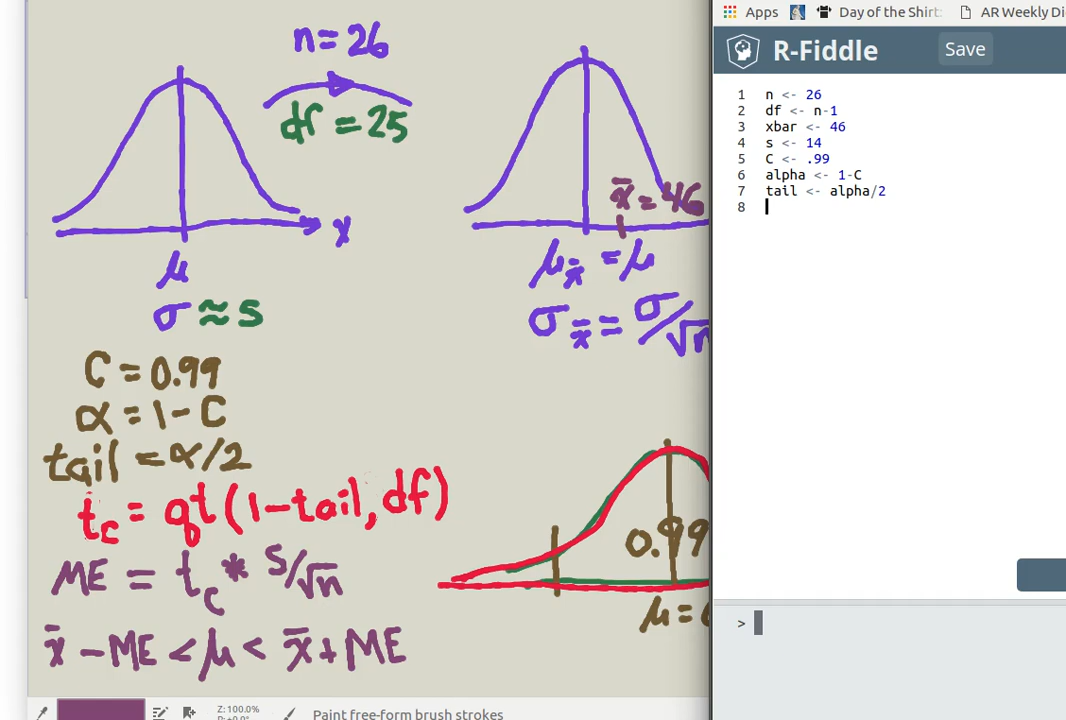 n = 26
df = 25
x
μ
σ ≈ s
x̄ = 46
μx̄ = μ
σx̄ = σ/√n
C = 0.99
α = 1 - C
tail = α/2
tc = qt(1-tail, df)
ME = tc * s/√n
x̄ - ME < μ < x̄ + ME
0.99
μ =
Z: 100.0%
Paint free-form brush strokes
Apps Day of the Shirt: AR Weekly Di
R-Fiddle Save
1 n <- 26
2 df <- n-1
3 xbar <- 46
4 s <- 14
5 C <- .99
6 alpha <- 1-C
7 tail <- alpha/2
8
>